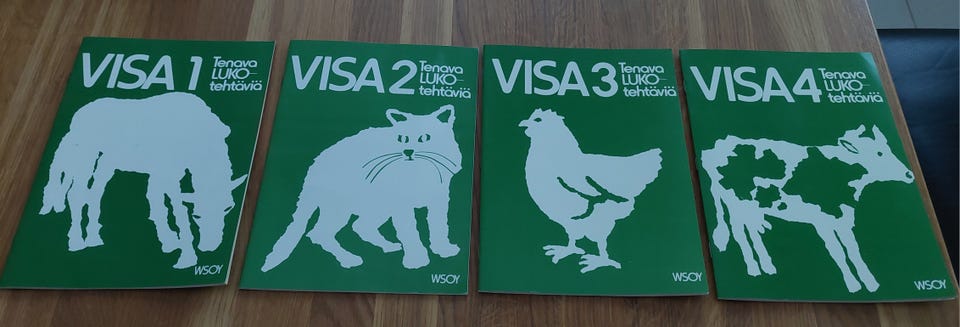 VISA 1 Tenava
LUKO-
tehtäviä
WSOY
VISA 2 Tenava
LUKO-
tehtäviä
WSOY
VISA 3 Tenava
LUKO-
tehtäviä
WSOY
VISA 4 Tenava
LUKO-
tehtäviä
WSOY